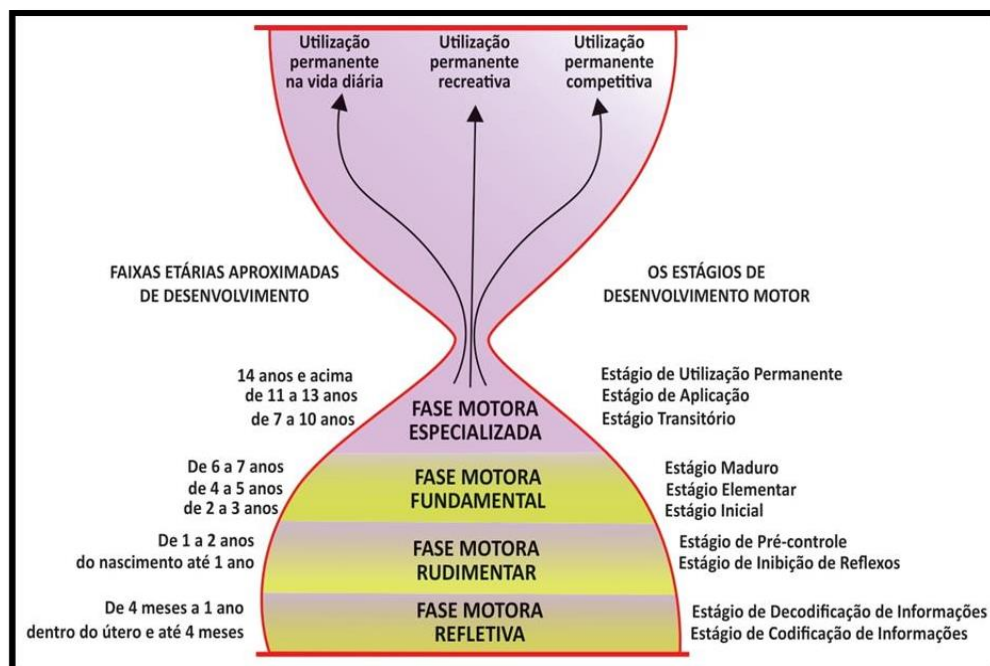 Utilização
permanente
na vida diária
Utilização
permanente
recreativa
Utilização
permanente
competitiva
FAIXAS ETÁRIAS APROXIMADAS
DE DESENVOLVIMENTO
OS ESTÁGIOS DE
DESENVOLVIMENTO MOTOR
14 anos e acima
de 11 a 13 anos
de 7 a 10 anos
FASE MOTORA
ESPECIALIZADA
Estágio de Utilização Permanente
Estágio de Aplicação
Estágio Transitório
De 6 a 7 anos
de 4 a 5 anos
de 2 a 3 anos
FASE MOTORA
FUNDAMENTAL
Estágio Maduro
Estágio Elementar
Estágio Inicial
De 1 a 2 anos
do nascimento até 1 ano
FASE MOTORA
RUDIMENTAR
Estágio de Pré-controle
Estágio de Inibição de Reflexos
De 4 meses a 1 ano
dentro do útero e até 4 meses
FASE MOTORA
REFLETIVA
Estágio de Decodificação de Informações
Estágio de Codificação de Informações